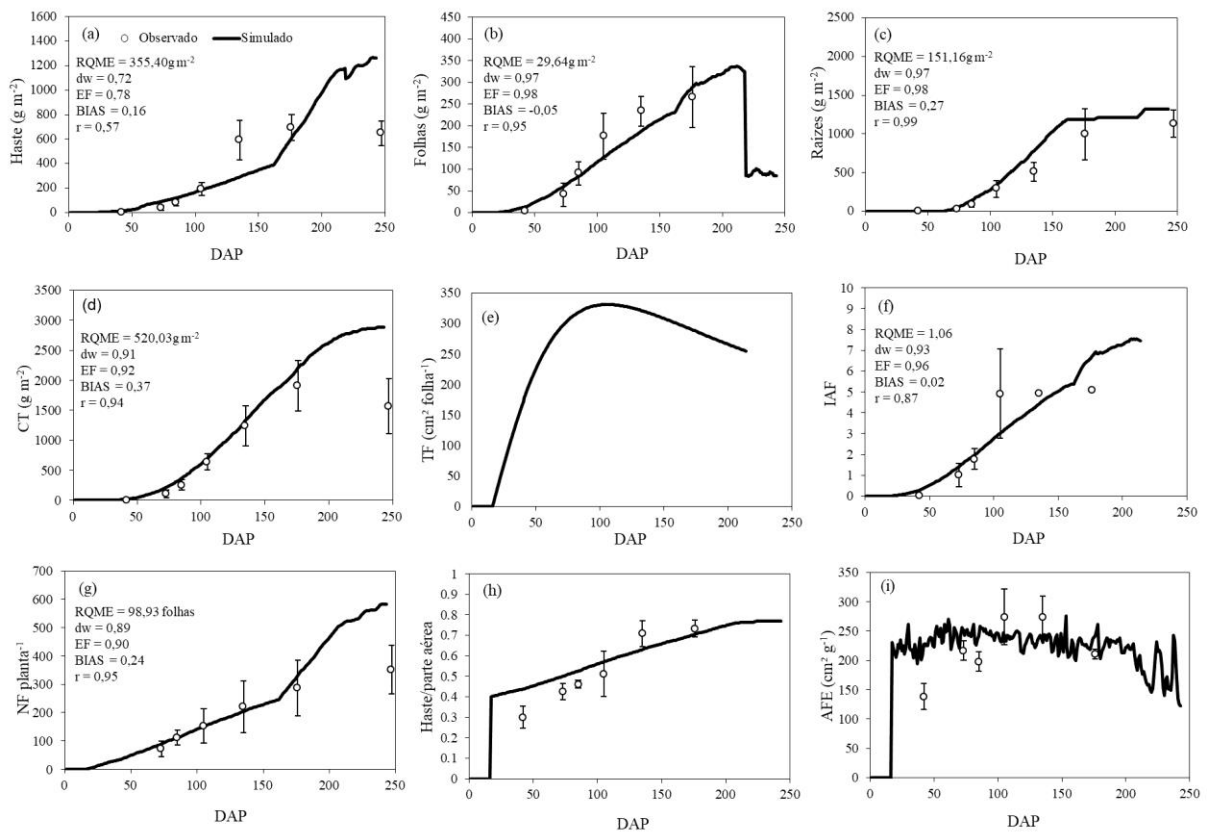 (a)
Observado
Simulado
RQME = 355,40g m⁻²
dw = 0,72
EF = 0,78
BIAS = 0,16
r = 0,57
Haste (g m⁻²)
1600
1400
1200
1000
800
600
400
200
0
0 50 100 150 200 250
DAP
(b)
RQME = 29,64g m⁻²
dw = 0,97
EF = 0,98
BIAS = -0,05
r = 0,95
Folhas (g m⁻²)
450
400
350
300
250
200
150
100
50
0
0 50 100 150 200 250
DAP
(c)
RQME = 151,16g m⁻²
dw = 0,97
EF = 0,98
BIAS = 0,27
r = 0,99
Raízes (g m⁻²)
2500
2000
1500
1000
500
0
0 50 100 150 200 250
DAP
(d)
RQME = 520,03g m⁻²
dw = 0,91
EF = 0,92
BIAS = 0,37
r = 0,94
CT (g m⁻²)
3500
3000
2500
2000
1500
1000
500
0
0 50 100 150 200 250
DAP
(e)
TF (cm² folha⁻¹)
350
300
250
200
150
100
50
0
0 50 100 150 200 250
DAP
(f)
RQME = 1,06
dw = 0,93
EF = 0,96
BIAS = 0,02
r = 0,87
IAF
10
9
8
7
6
5
4
3
2
1
0
0 50 100 150 200 250
DAP
(g)
RQME = 98,93 folhas
dw = 0,89
EF = 0,90
BIAS = 0,24
r = 0,95
NF planta⁻¹
700
600
500
400
300
200
100
0
0 50 100 150 200 250
DAP
(h)
Haste/parte aérea
1
0.9
0.8
0.7
0.6
0.5
0.4
0.3
0.2
0.1
0
0 50 100 150 200 250
DAP
(i)
AFE (cm² g⁻¹)
350
300
250
200
150
100
50
0
0 50 100 150 200 250
DAP